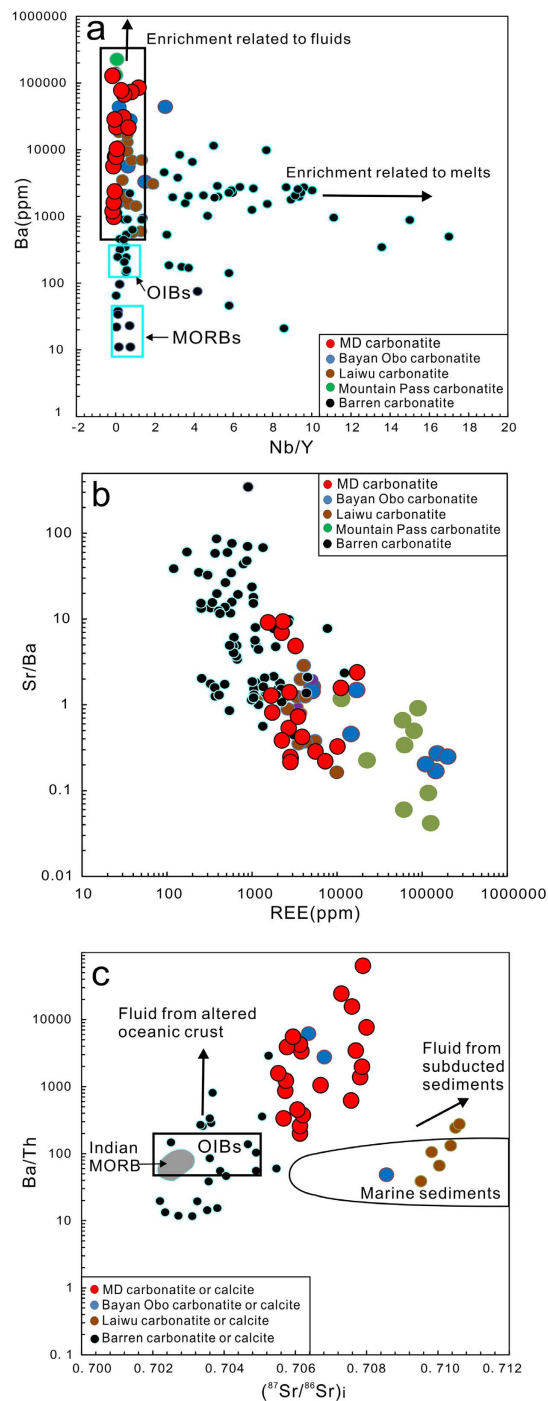 a
1000000
100000
10000
1000
100
10
1
Ba(ppm)
Enrichment related to fluids
Enrichment related to melts
OIBs
MORBs
MD carbonatite
Bayan Obo carbonatite
Laiwu carbonatite
Mountain Pass carbonatite
Barren carbonatite
-2 0 2 4 6 8 10 12 14 16 18 20
Nb/Y
b
100
10
1
0.1
0.01
Sr/Ba
MD carbonatite
Bayan Obo carbonatite
Laiwu carbonatite
Mountain Pass carbonatite
Barren carbonatite
10 100 1000 10000 100000 1000000
REE(ppm)
c
10000
1000
100
10
1
0.1
Ba/Th
Fluid from altered
oceanic crust
Fluid from
subducted
sediments
Indian
MORB
OIBs
Marine sediments
MD carbonatite or calcite
Bayan Obo carbonatite or calcite
Laiwu carbonatite or calcite
Barren carbonatite or calcite
0.700 0.702 0.704 0.706 0.708 0.710 0.712
(⁸⁷Sr/⁸⁶Sr)i